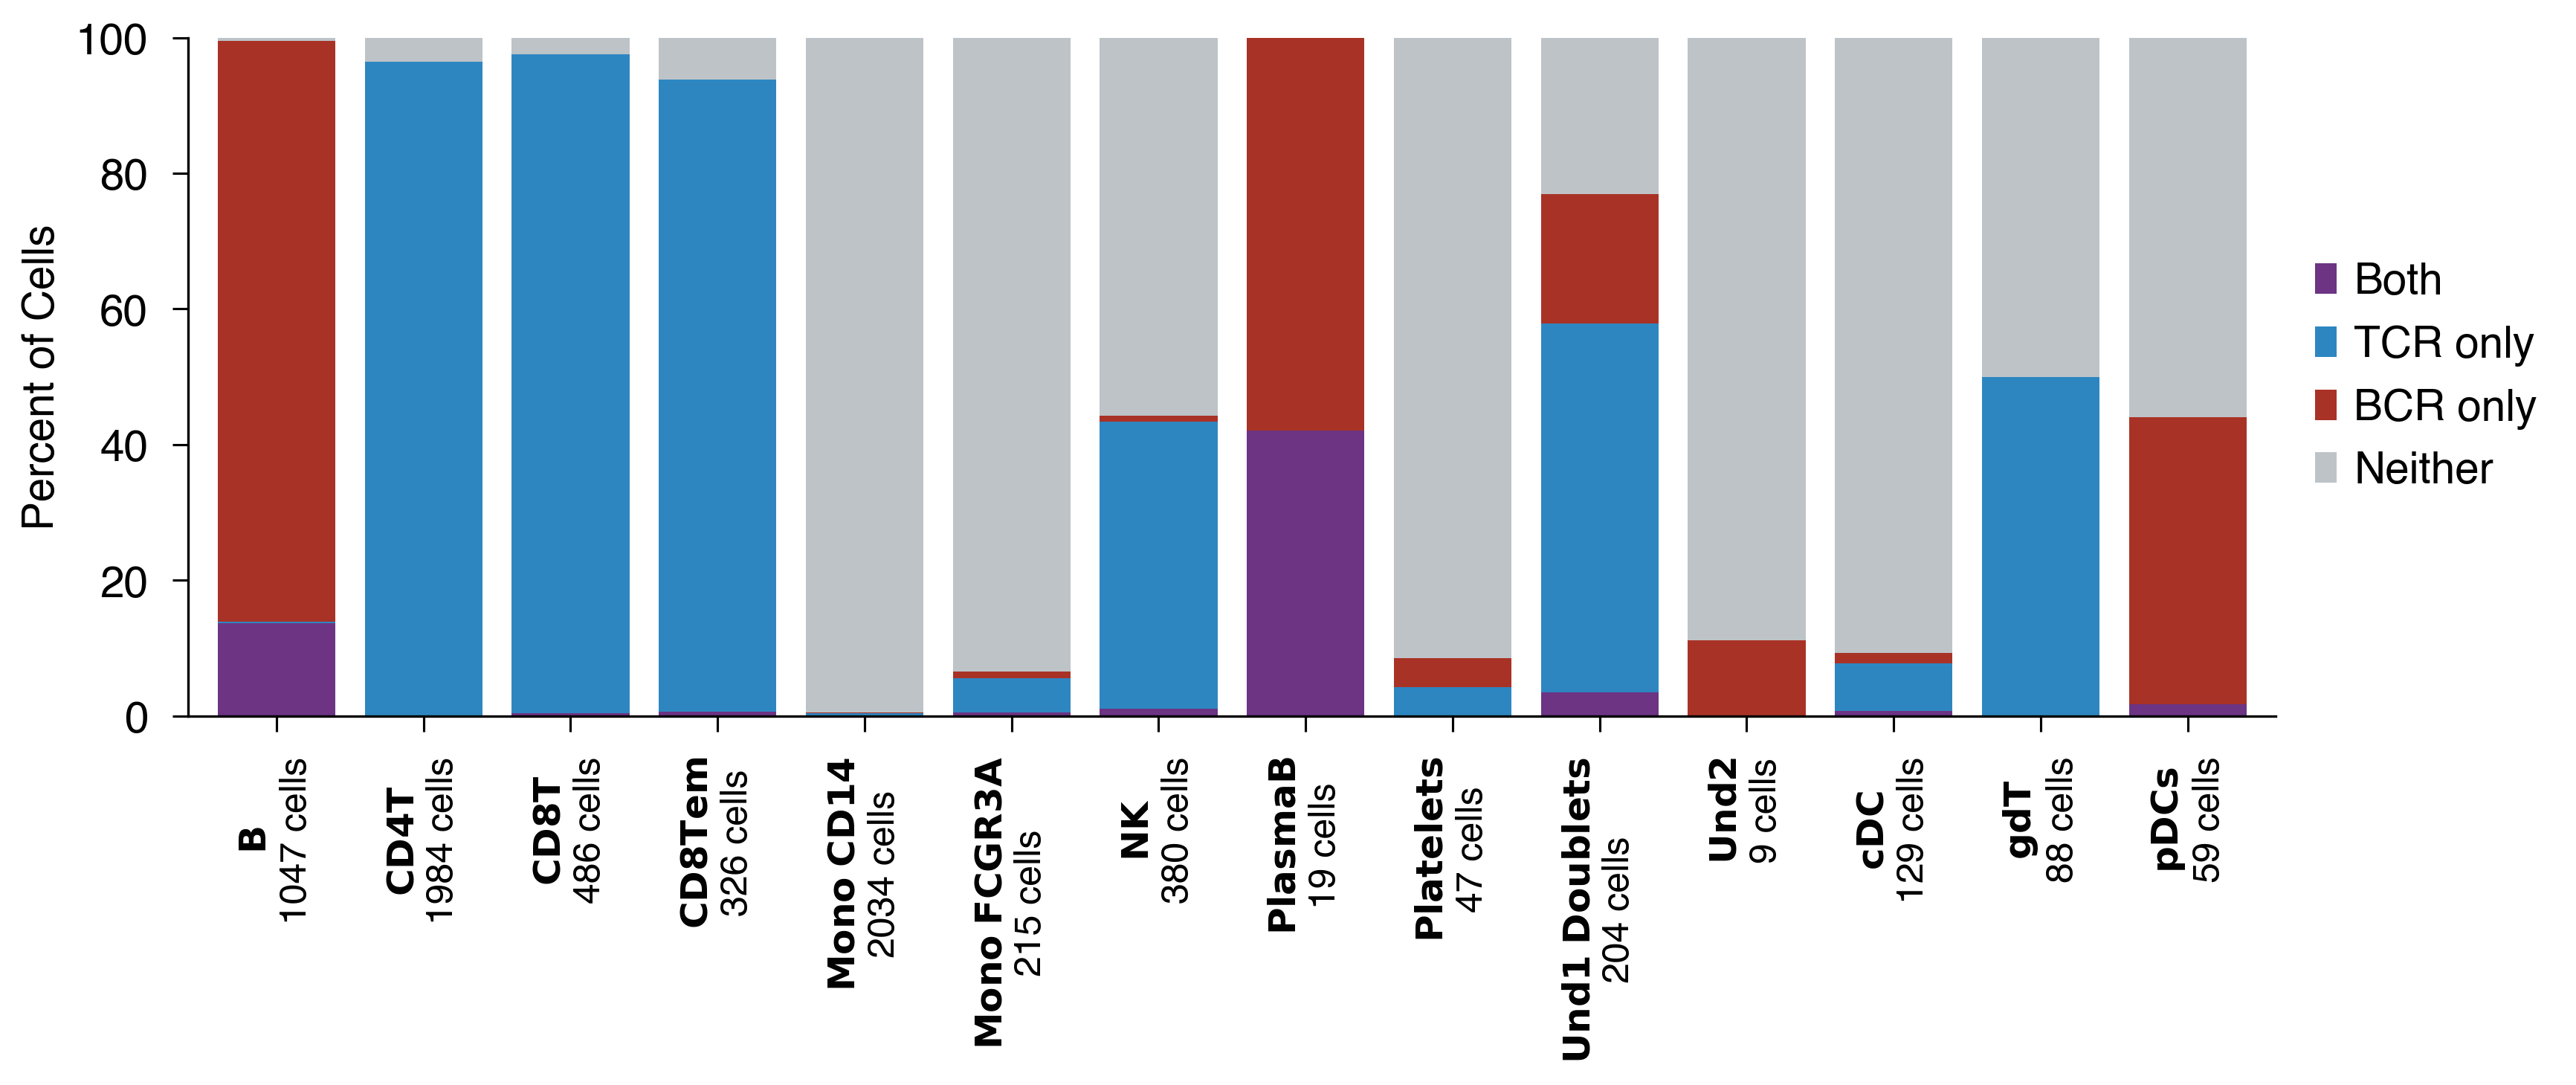 Percent of Cells
100
80
60
40
20
0
B
1047 cells
CD4T
1984 cells
CD8T
486 cells
CD8Tem
326 cells
Mono CD14
2034 cells
Mono FCGR3A
215 cells
NK
380 cells
PlasmaB
19 cells
Platelets
47 cells
Und1 Doublets
204 cells
Und2
9 cells
cDC
129 cells
gdT
88 cells
pDCs
59 cells
Both
TCR only
BCR only
Neither